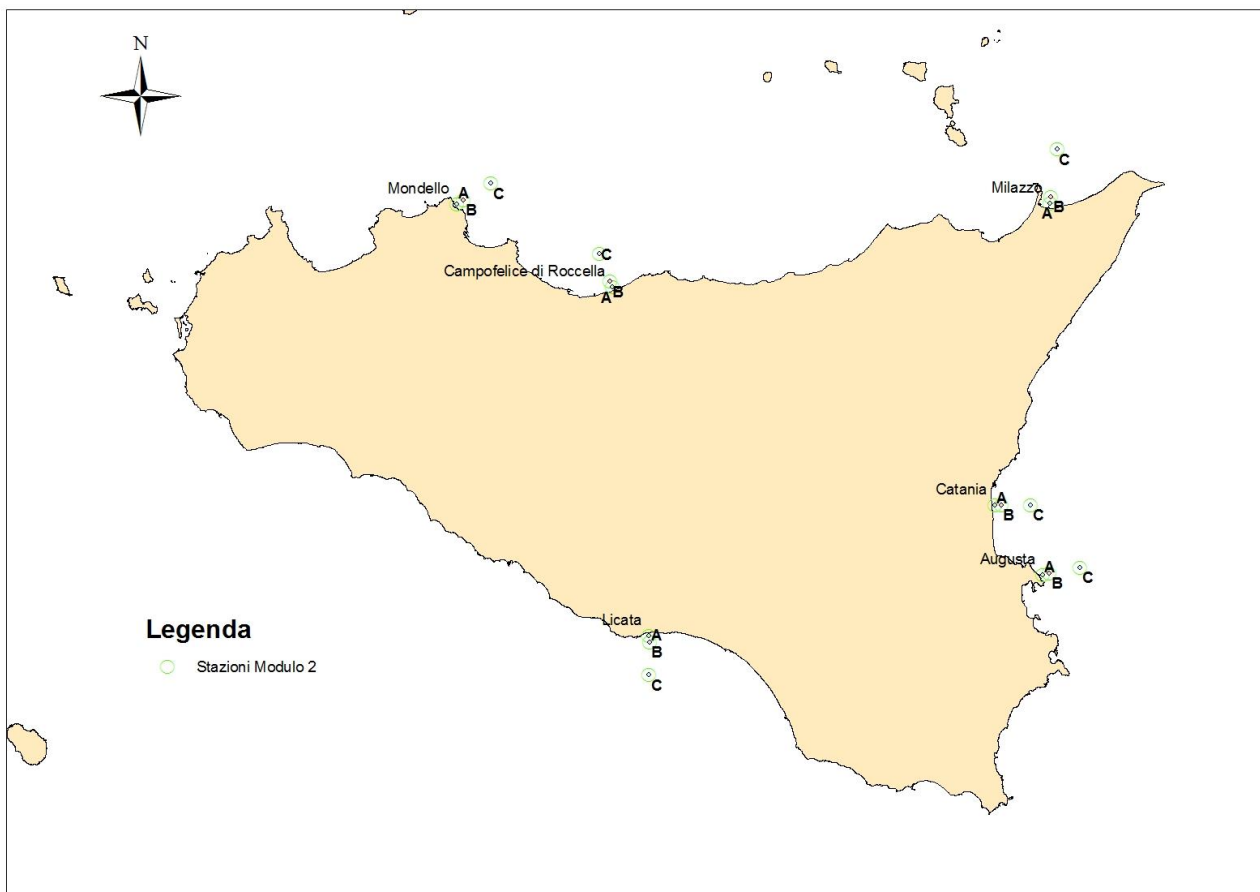 N
Mondello
A
B
C
Milazzo
C
B
A
C
Campofelice di Roccella
B
A
Catania
A
B
C
Augusta
A
B
C
Licata
A
B
C
Legenda
Stazioni Modulo 2